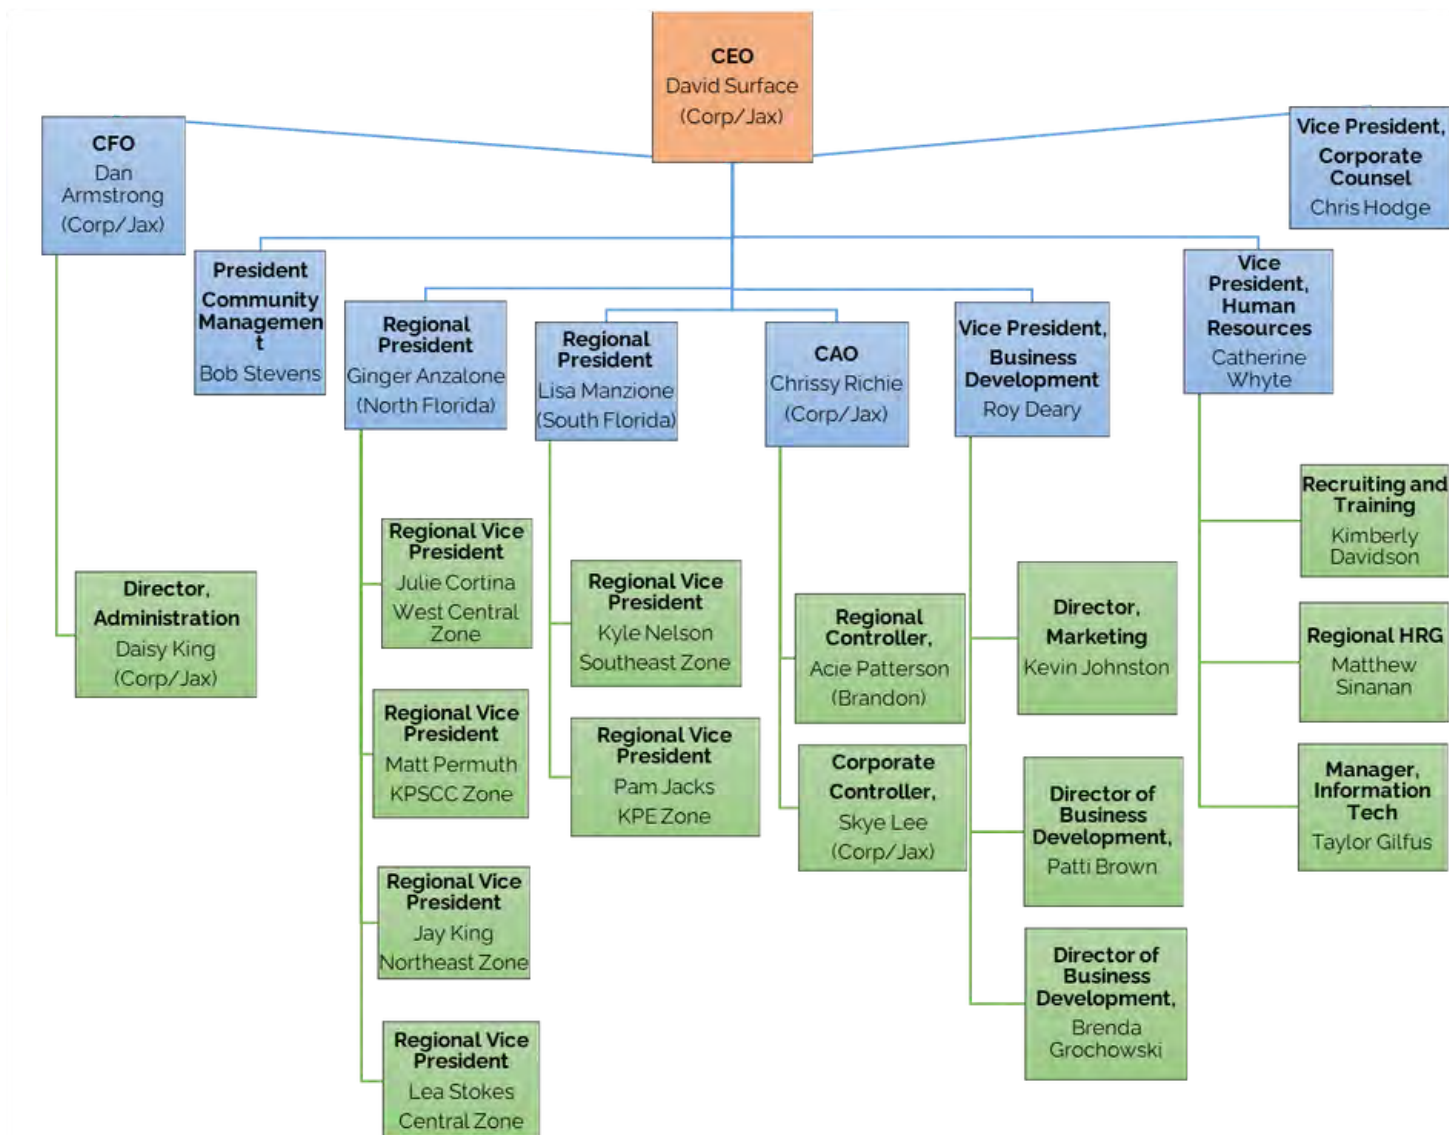 CEO
David Surface
(Corp/Jax)
CFO
Dan
Armstrong
(Corp/Jax)
Vice President,
Corporate
Counsel
Chris Hodge
President
Community
Managemen
t
Bob Stevens
Regional
President
Ginger Anzalone
(North Florida)
Regional
President
Lisa Manzione
(South Florida)
CAO
Chrissy Richie
(Corp/Jax)
Vice President,
Business
Development
Roy Deary
Vice
President,
Human
Resources
Catherine
Whyte
Director,
Administration
Daisy King
(Corp/Jax)
Regional Vice
President
Julie Cortina
West Central
Zone
Regional Vice
President
Matt Permuth
KPSCC Zone
Regional Vice
President
Jay King
Northeast Zone
Regional Vice
President
Lea Stokes
Central Zone
Regional Vice
President
Kyle Nelson
Southeast Zone
Regional Vice
President
Pam Jacks
KPE Zone
Regional
Controller,
Acie Patterson
(Brandon)
Corporate
Controller,
Skye Lee
(Corp/Jax)
Director,
Marketing
Kevin Johnston
Director of
Business
Development,
Patti Brown
Director of
Business
Development,
Brenda
Grochowski
Recruiting and
Training
Kimberly
Davidson
Regional HRG
Matthew
Sinanan
Manager,
Information
Tech
Taylor Gilfus